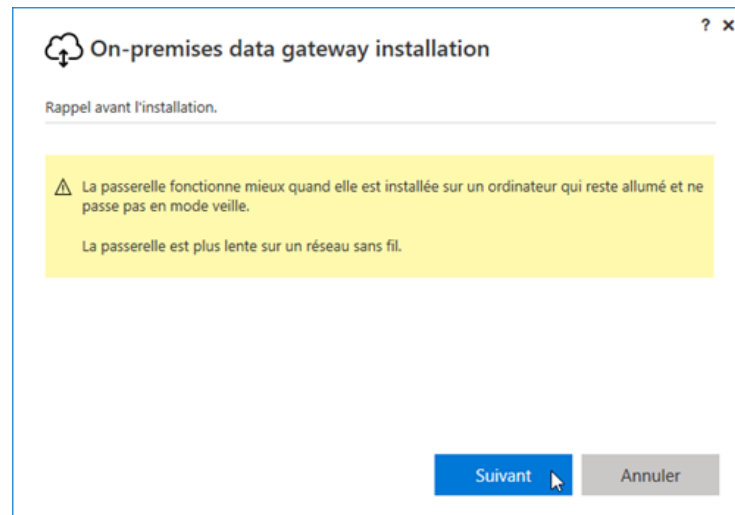 ? ×
On-premises data gateway installation
Rappel avant l'installation.
La passerelle fonctionne mieux quand elle est installée sur un ordinateur qui reste allumé et ne
passe pas en mode veille.
La passerelle est plus lente sur un réseau sans fil.
Suivant
Annuler